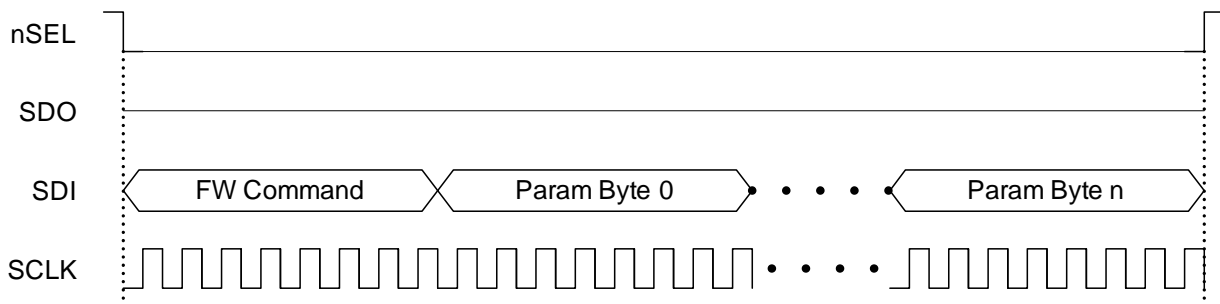 nSEL
SDO
SDI FW Command Param Byte 0 Param Byte n
SCLK